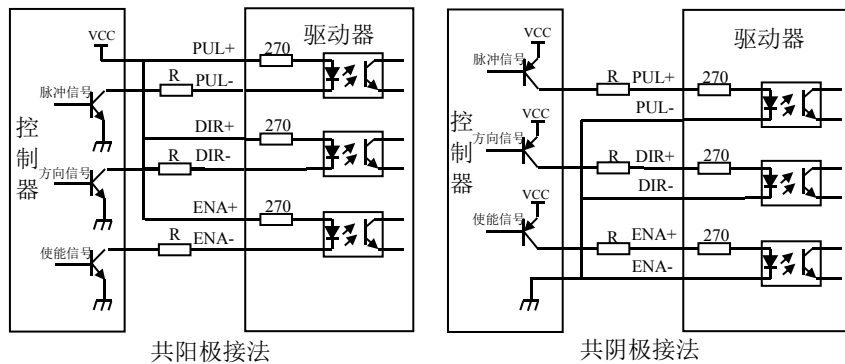 VCC
PUL+
270
驱动器
脉冲信号
R
PUL-
DIR+
270
控制器
方向信号
R
DIR-
ENA+
270
使能信号
R
ENA-
共阳极接法
VCC
驱动器
脉冲信号
R
PUL+
270
PUL-
VCC
控制器
方向信号
R
DIR+
270
DIR-
VCC
使能信号
R
ENA+
270
ENA-
共阴极接法